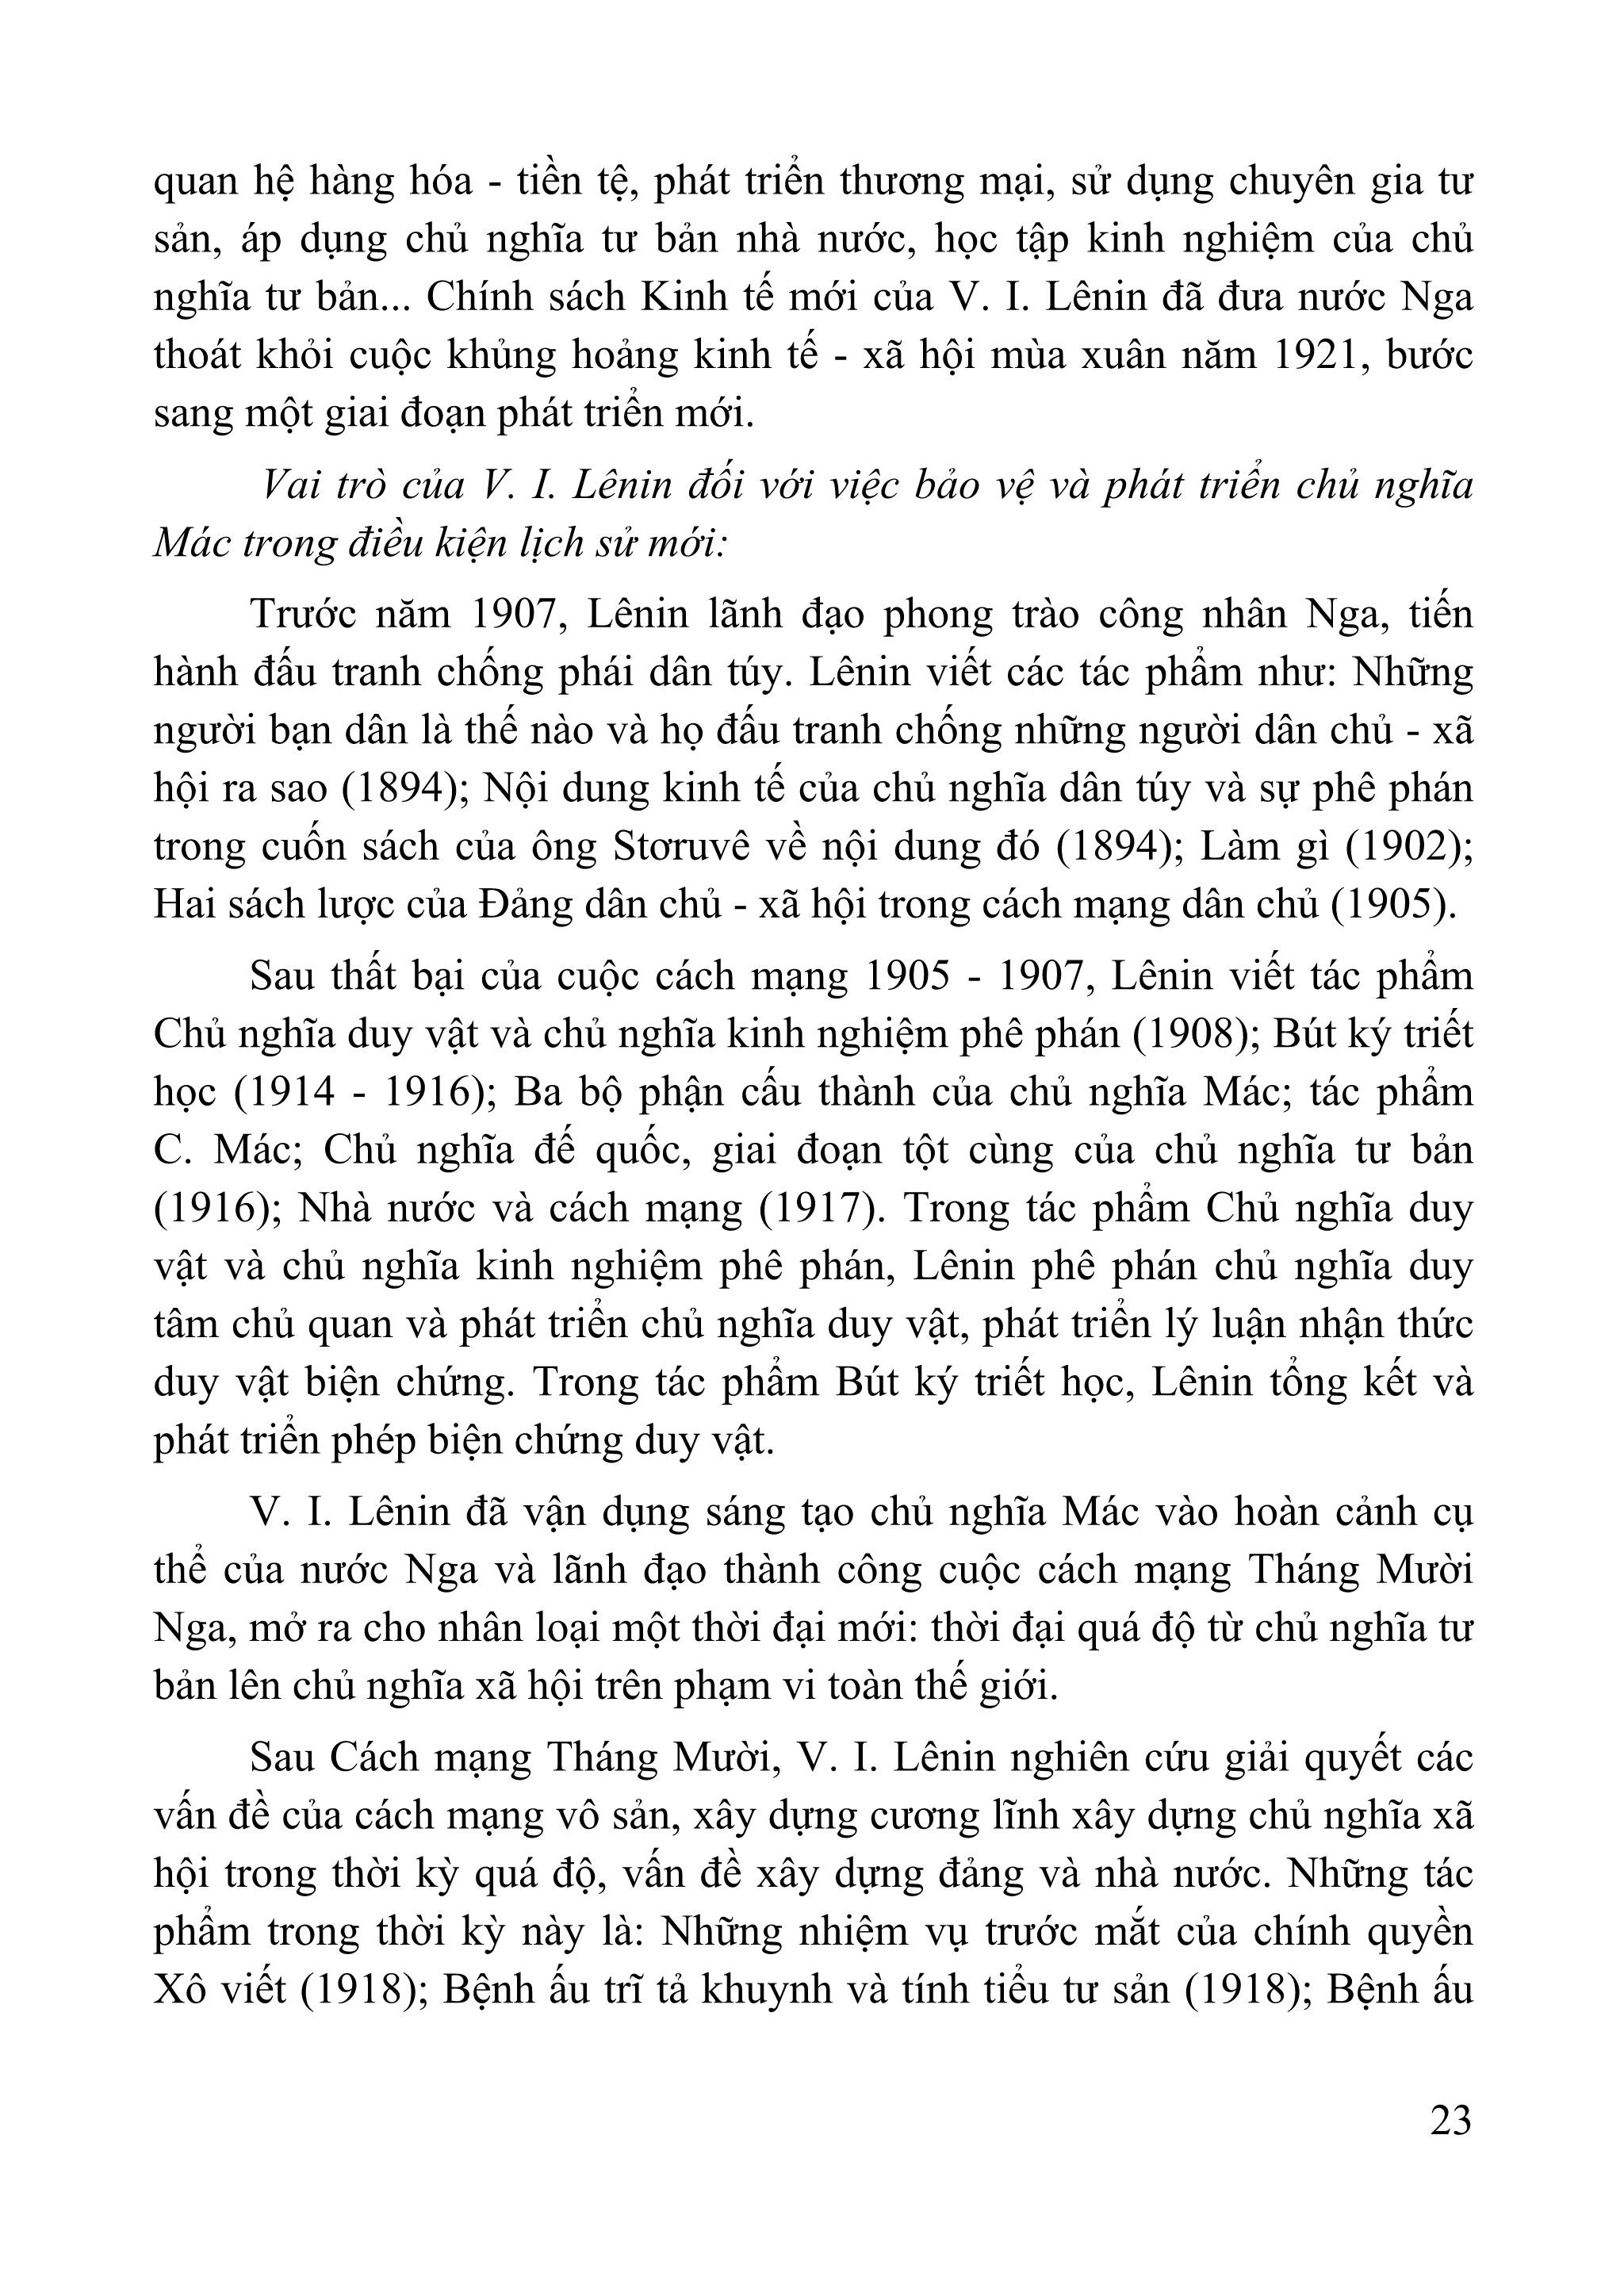 quan hệ hàng hóa - tiền tệ, phát triển thương mại, sử dụng chuyên gia tư
sản, áp dụng chủ nghĩa tư bản nhà nước, học tập kinh nghiệm của chủ
nghĩa tư bản... Chính sách Kinh tế mới của V. I. Lênin đã đưa nước Nga
thoát khỏi cuộc khủng hoảng kinh tế - xã hội mùa xuân năm 1921, bước
sang một giai đoạn phát triển mới.
Vai trò của V. I. Lênin đối với việc bảo vệ và phát triển chủ nghĩa
Mác trong điều kiện lịch sử mới:
Trước năm 1907, Lênin lãnh đạo phong trào công nhân Nga, tiến
hành đấu tranh chống phái dân túy. Lênin viết các tác phẩm như: Những
người bạn dân là thế nào và họ đấu tranh chống những người dân chủ - xã
hội ra sao (1894); Nội dung kinh tế của chủ nghĩa dân túy và sự phê phán
trong cuốn sách của ông Stơruvê về nội dung đó (1894); Làm gì (1902);
Hai sách lược của Đảng dân chủ - xã hội trong cách mạng dân chủ (1905).
Sau thất bại của cuộc cách mạng 1905 - 1907, Lênin viết tác phẩm
Chủ nghĩa duy vật và chủ nghĩa kinh nghiệm phê phán (1908); Bút ký triết
học (1914 - 1916); Ba bộ phận cấu thành của chủ nghĩa Mác; tác phẩm
C. Mác; Chủ nghĩa đế quốc, giai đoạn tột cùng của chủ nghĩa tư bản
(1916); Nhà nước và cách mạng (1917). Trong tác phẩm Chủ nghĩa duy
vật và chủ nghĩa kinh nghiệm phê phán, Lênin phê phán chủ nghĩa duy
tâm chủ quan và phát triển chủ nghĩa duy vật, phát triển lý luận nhận thức
duy vật biện chứng. Trong tác phẩm Bút ký triết học, Lênin tổng kết và
phát triển phép biện chứng duy vật.
V. I. Lênin đã vận dụng sáng tạo chủ nghĩa Mác vào hoàn cảnh cụ
thể của nước Nga và lãnh đạo thành công cuộc cách mạng Tháng Mười
Nga, mở ra cho nhân loại một thời đại mới: thời đại quá độ từ chủ nghĩa tư
bản lên chủ nghĩa xã hội trên phạm vi toàn thế giới.
Sau Cách mạng Tháng Mười, V. I. Lênin nghiên cứu giải quyết các
vấn đề của cách mạng vô sản, xây dựng cương lĩnh xây dựng chủ nghĩa xã
hội trong thời kỳ quá độ, vấn đề xây dựng đảng và nhà nước. Những tác
phẩm trong thời kỳ này là: Những nhiệm vụ trước mắt của chính quyền
Xô viết (1918); Bệnh ấu trĩ tả khuynh và tính tiểu tư sản (1918); Bệnh ấu
23